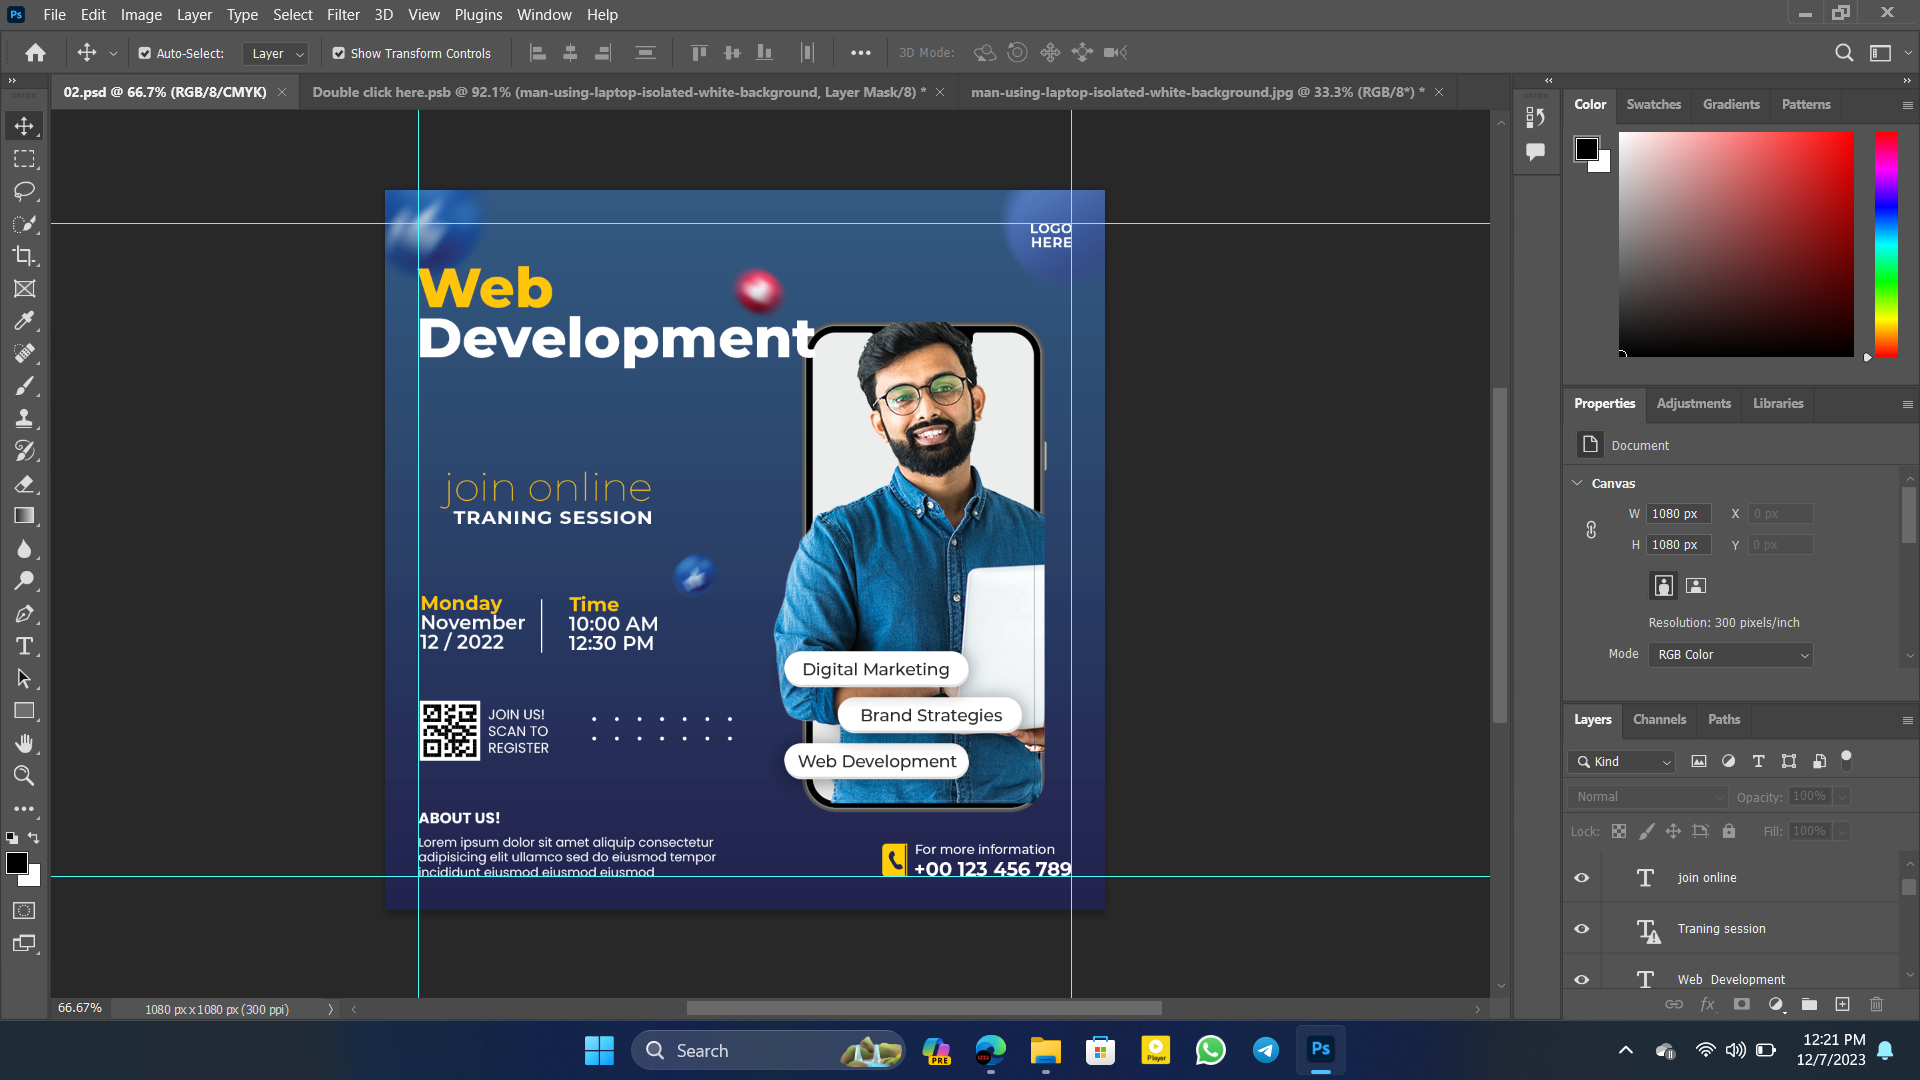 File Edit Image Layer Type Select Filter 3D View Plugins Window Help
Auto-Select: Layer Show Transform Controls 3D Mode:
02.psd @ 66.7% (RGB/8/CMYK) Double click here.psb @ 92.1% (man-using-laptop-isolated-white-background, Layer Mask/8) * man-using-laptop-isolated-white-background.jpg @ 33.3% (RGB/8*) *
LOGO
HERE
Web
Development
join online
TRANING SESSION
Monday
November
12 / 2022
Time
10:00 AM
12:30 PM
Digital Marketing
Brand Strategies
Web Development
JOIN US!
SCAN TO
REGISTER
ABOUT US!
Lorem ipsum dolor sit amet aliquip consectetur
adipisicing elit ullamco sed do eiusmod tempor
incididunt eiusmod eiusmod eiusmod
For more information
+00 123 456 789
Color Swatches Gradients Patterns
Properties Adjustments Libraries
Document
Canvas
W 1080 px X 0 px
H 1080 px Y 0 px
Resolution: 300 pixels/inch
Mode RGB Color
Layers Channels Paths
Kind
Normal Opacity: 100%
Lock: Fill: 100%
join online
Traning session
Web Development
66.67% 1080 px x 1080 px (300 ppi)
Search
PRE
Player
Ps
12:21 PM
12/7/2023